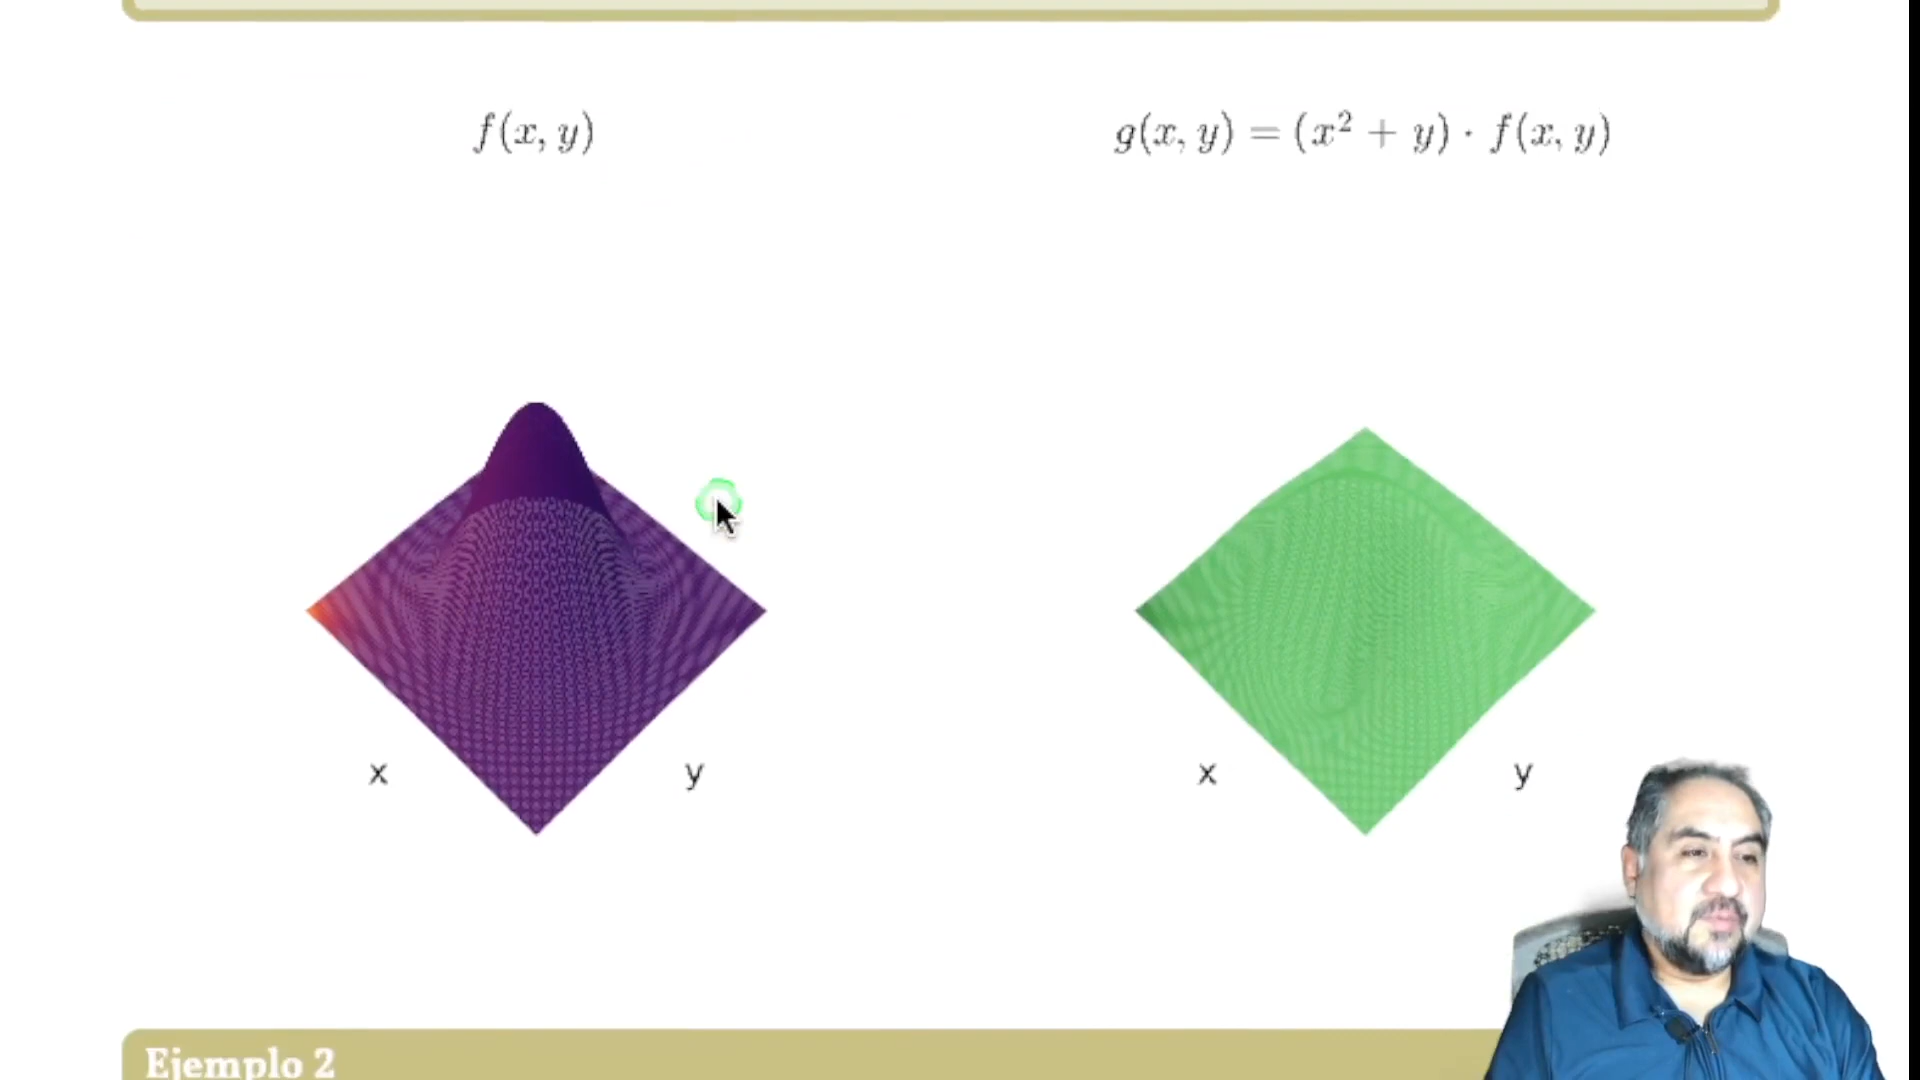 f(x, y)
g(x, y) = (x² + y) · f(x, y)
x
y
x
y
Ejemplo 2